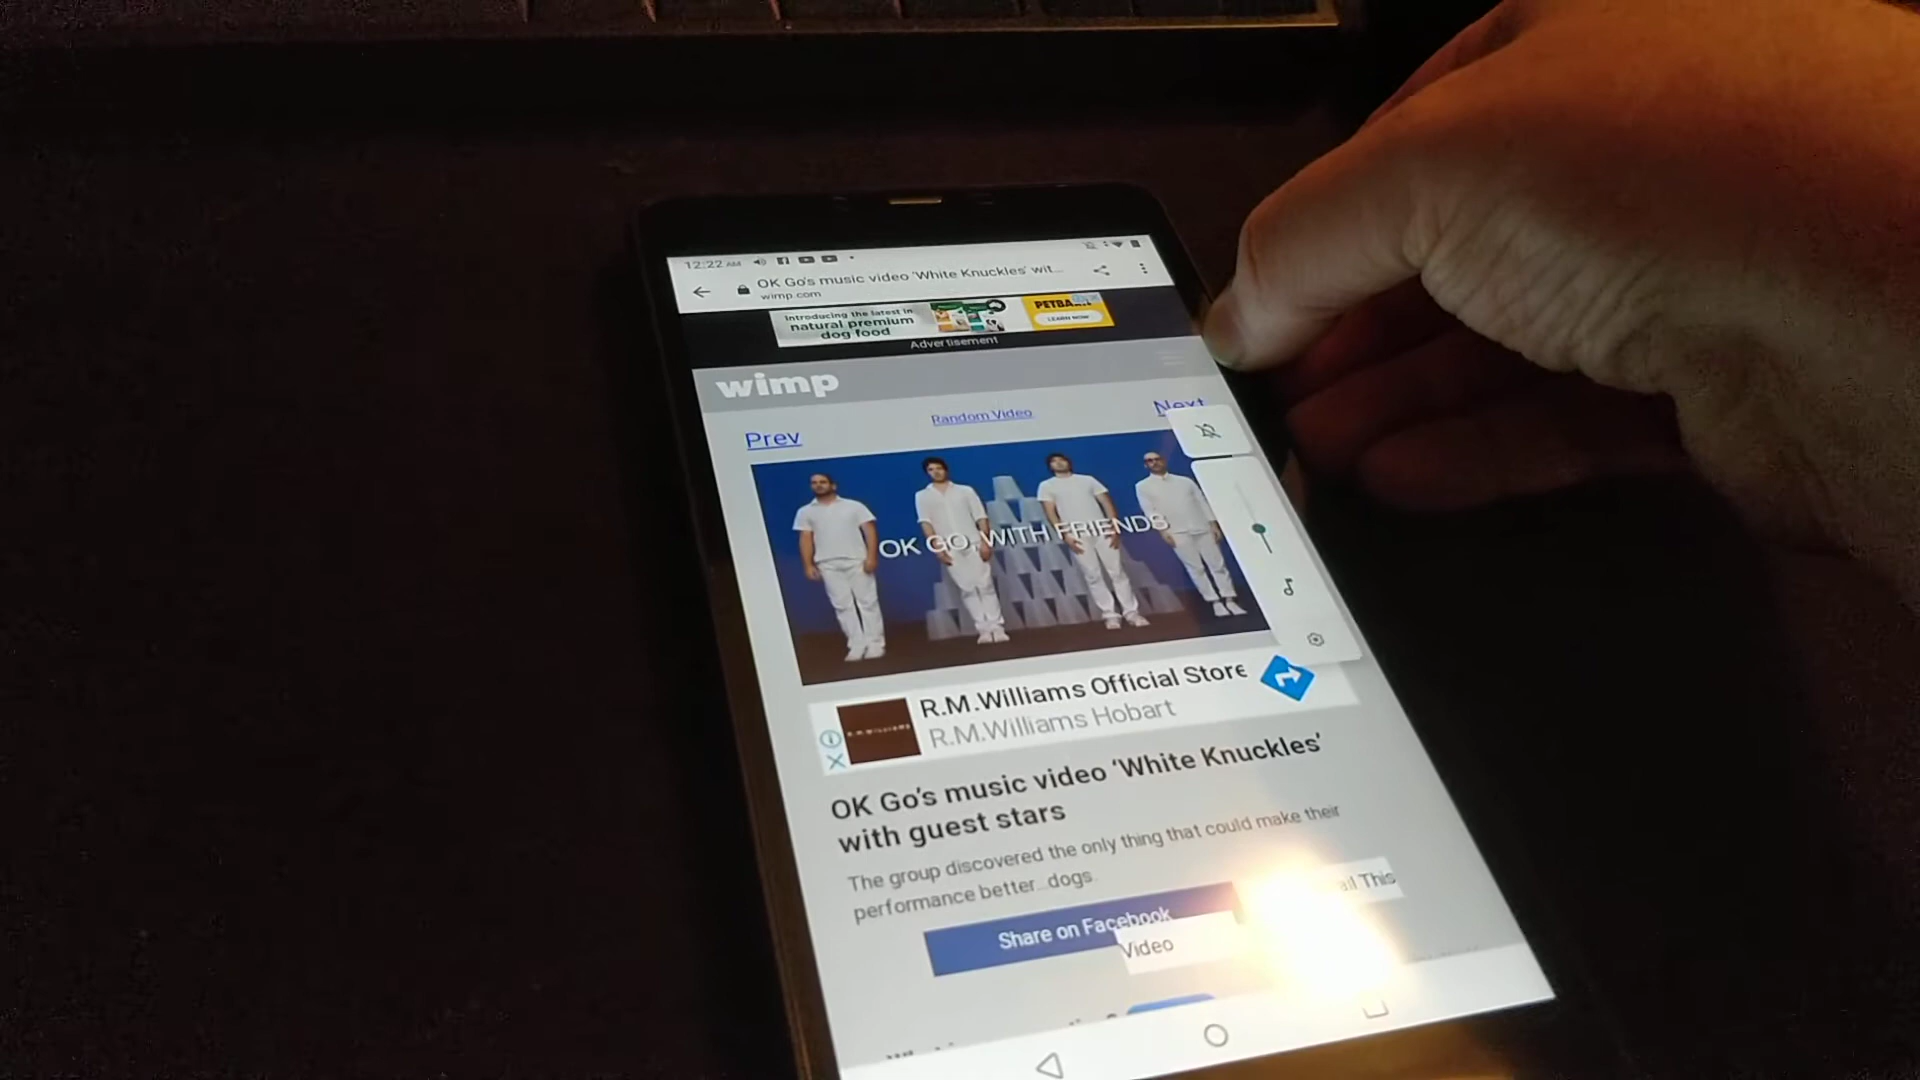 12:22 AM
OK Go's music video 'White Knuckles' wit...
wimp.com
Introducing the latest in
natural premium
dog food
LEARN NOW
Advertisement
wimp
Prev
Random Video
Next
OK GO, WITH FRIENDS
R.M.Williams Official Store
R.M.Williams Hobart
R.M.WILLIAMS
OK Go's music video 'White Knuckles'
with guest stars
The group discovered the only thing that could make their
performance better...dogs.
Share on Facebook
This
Video